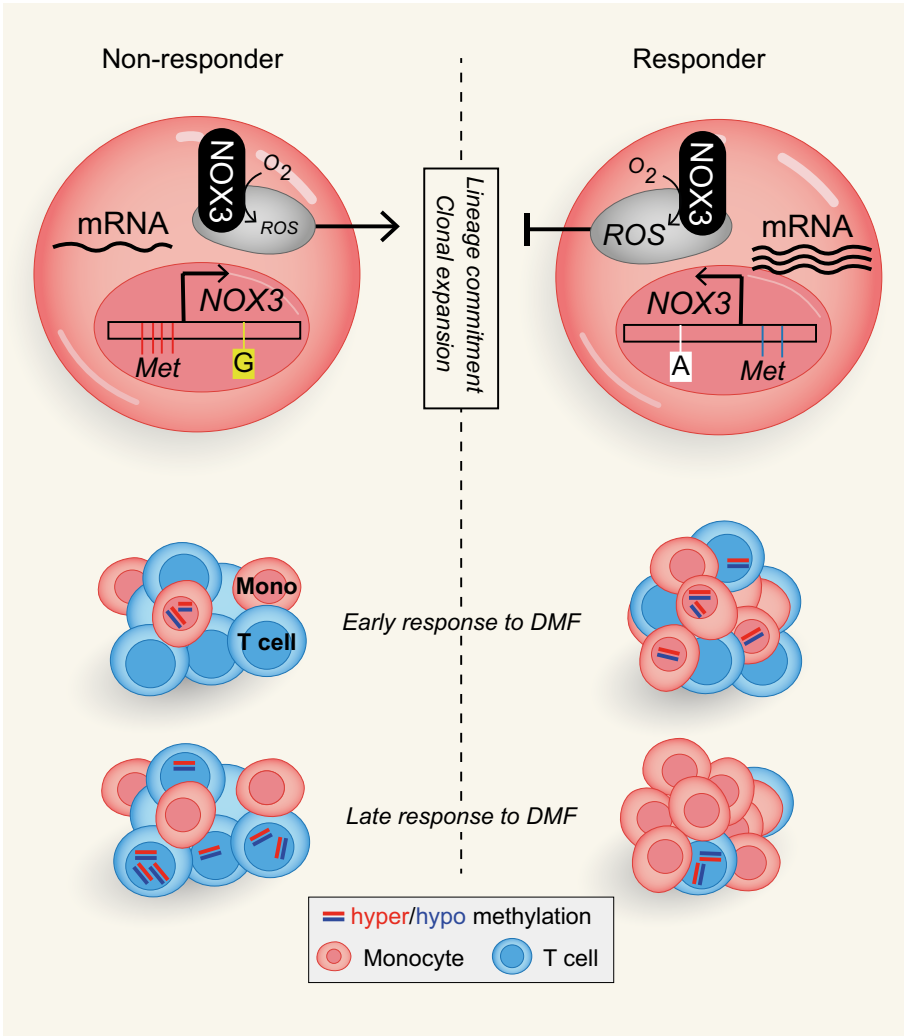 Non-responder
Responder
NOX3
O2
ROS
mRNA
NOX3
Met
G
Lineage commitment
Clonal expansion
NOX3
O2
ROS
mRNA
NOX3
A
Met
Mono
T cell
Early response to DMF
Late response to DMF
hyper/hypo methylation
Monocyte
T cell